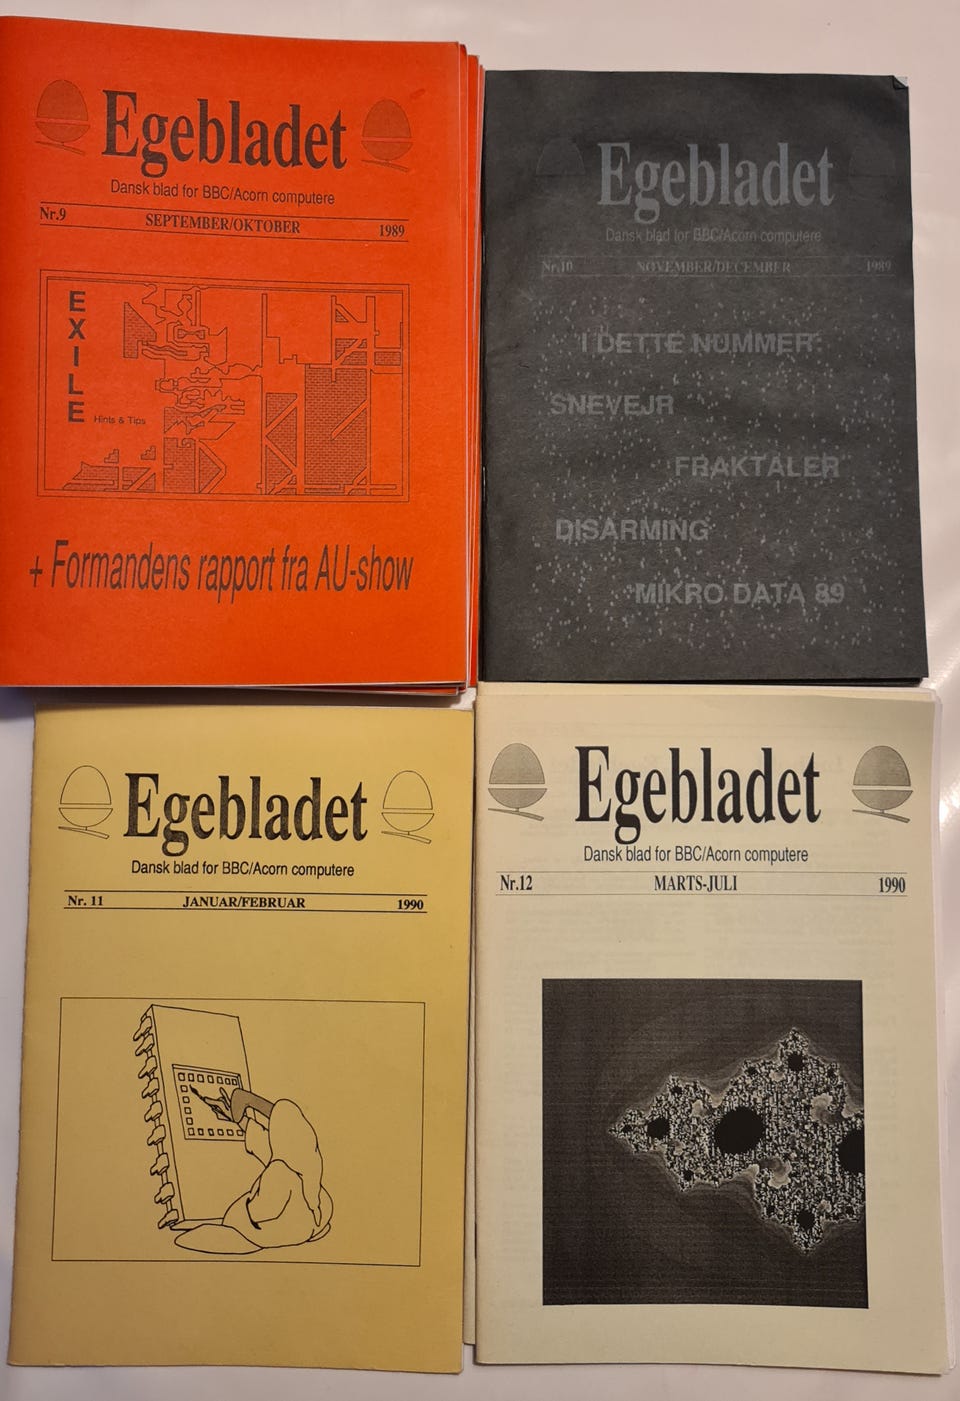 Egebladet
Dansk blad for BBC/Acorn computere
Nr.9 SEPTEMBER/OKTOBER 1989
EXILE
Hints & Tips
+ Formandens rapport fra AU-show
Egebladet
Dansk blad for BBC/Acorn computere
Nr.10 NOVEMBER/DECEMBER 1989
I DETTE NUMMER:
SNEVEJR
FRAKTALER
DISARMING
MIKRO DATA 89
Egebladet
Dansk blad for BBC/Acorn computere
Nr. 11 JANUAR/FEBRUAR 1990
Egebladet
Dansk blad for BBC/Acorn computere
Nr.12 MARTS-JULI 1990